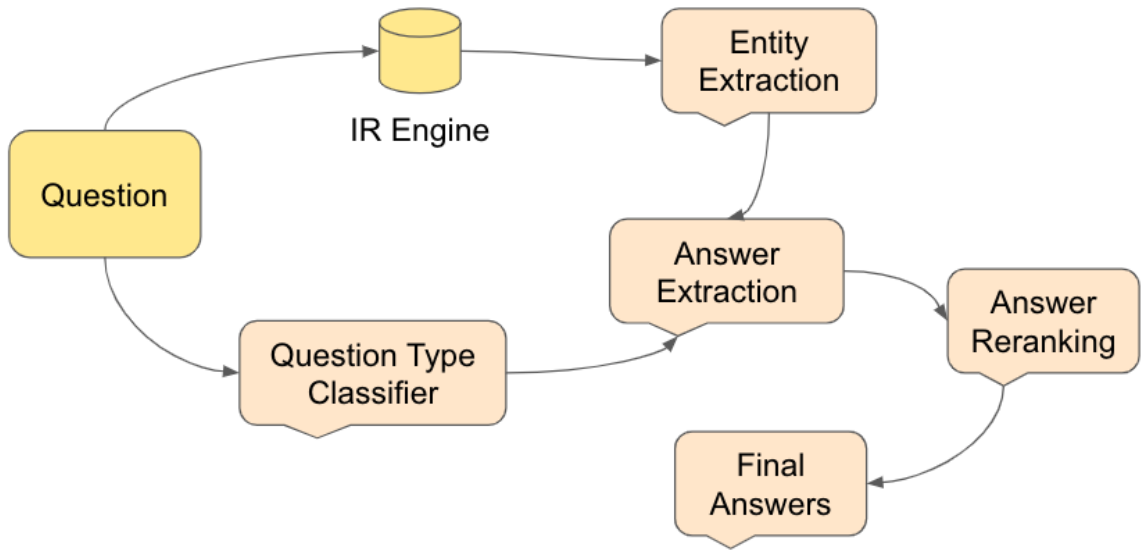 Entity
Extraction
IR Engine
Question
Answer
Extraction
Answer
Reranking
Question Type
Classifier
Final
Answers